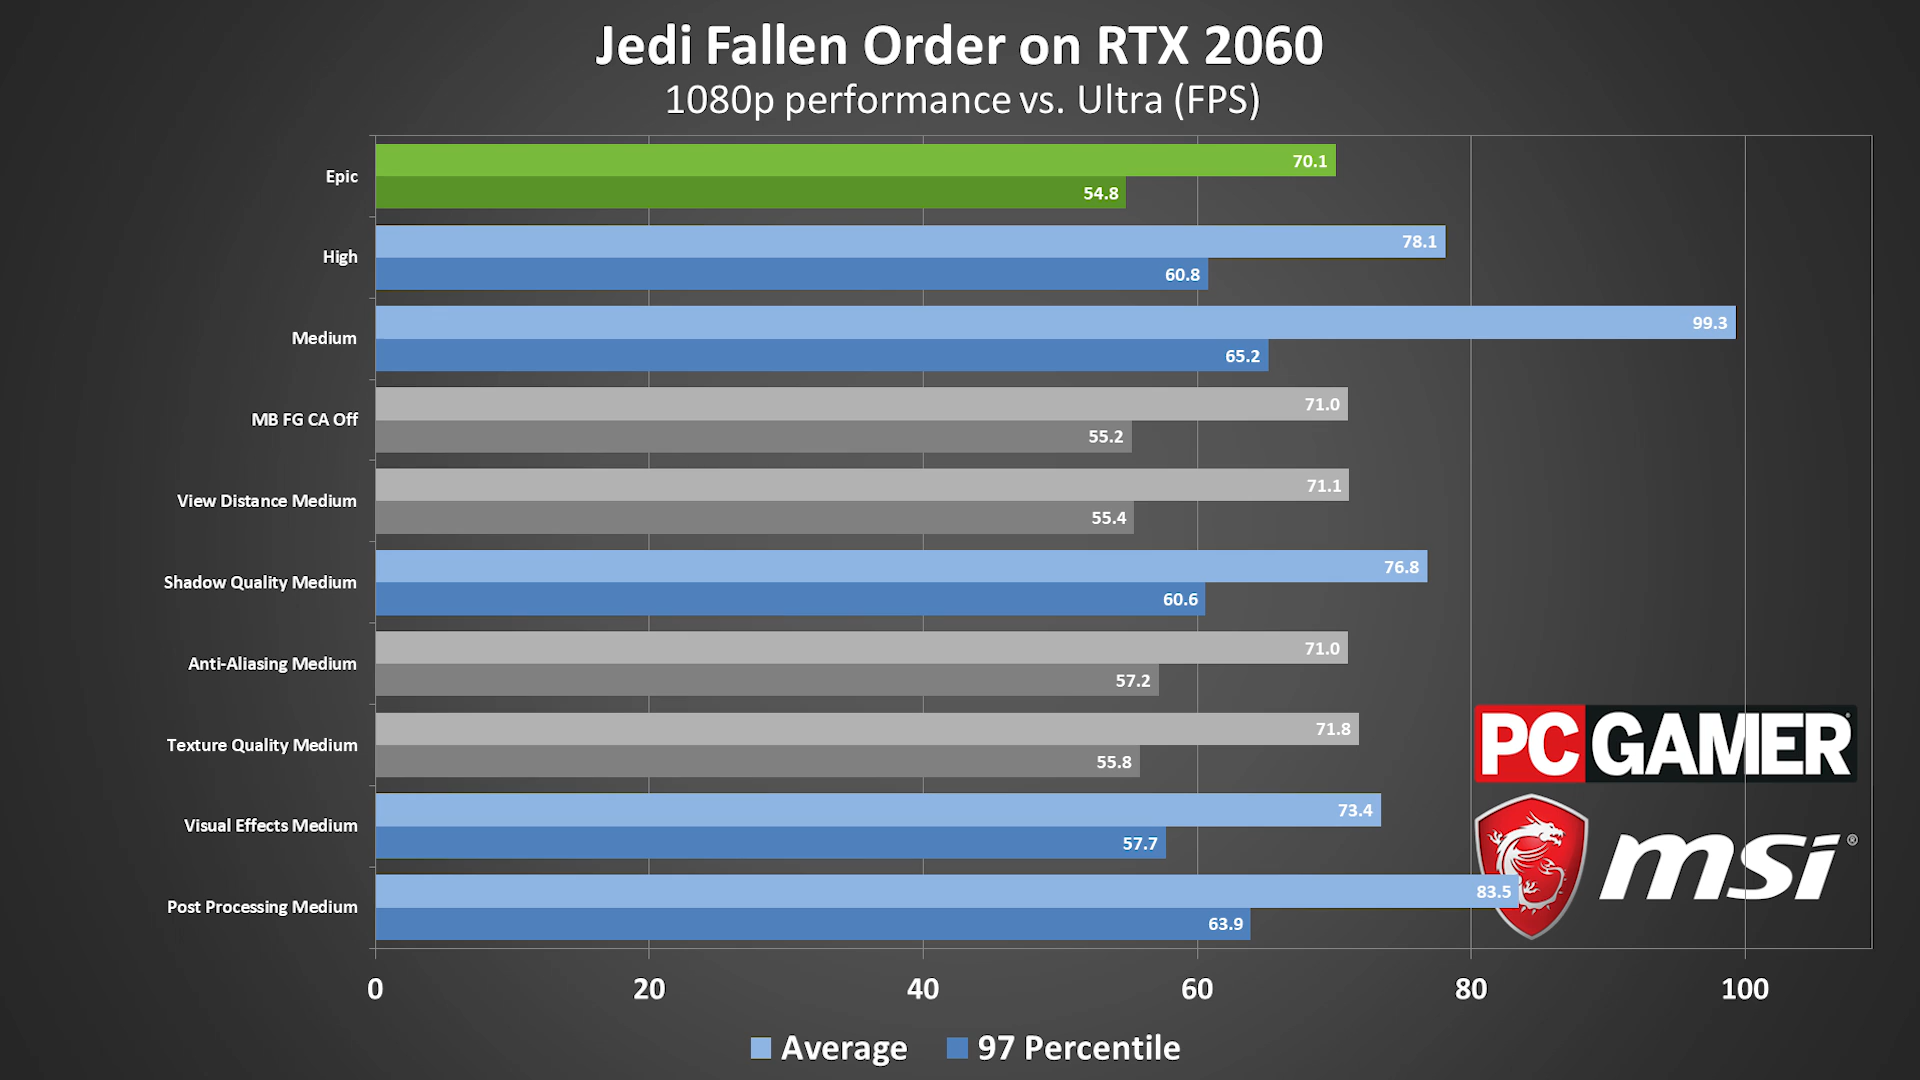 Jedi Fallen Order on RTX 2060
1080p performance vs. Ultra (FPS)
Epic
70.1
54.8
High
78.1
60.8
Medium
99.3
65.2
MB FG CA Off
71.0
55.2
View Distance Medium
71.1
55.4
Shadow Quality Medium
76.8
60.6
Anti-Aliasing Medium
71.0
57.2
Texture Quality Medium
71.8
55.8
Visual Effects Medium
73.4
57.7
Post Processing Medium
83.5
63.9
PC GAMER
msi®
0 20 40 60 80 100
Average 97 Percentile